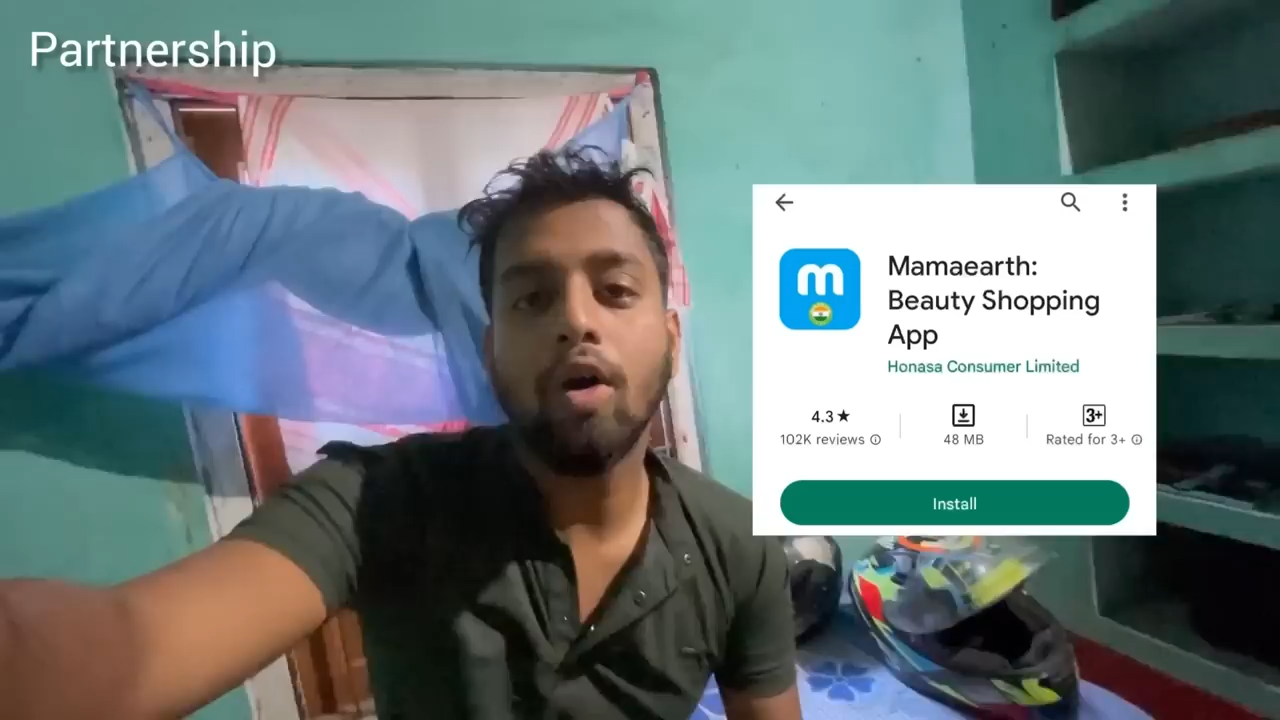 Partnership
m
Mamaearth:
Beauty Shopping
App
Honasa Consumer Limited
4.3★
102K reviews
48 MB
3+
Rated for 3+
Install